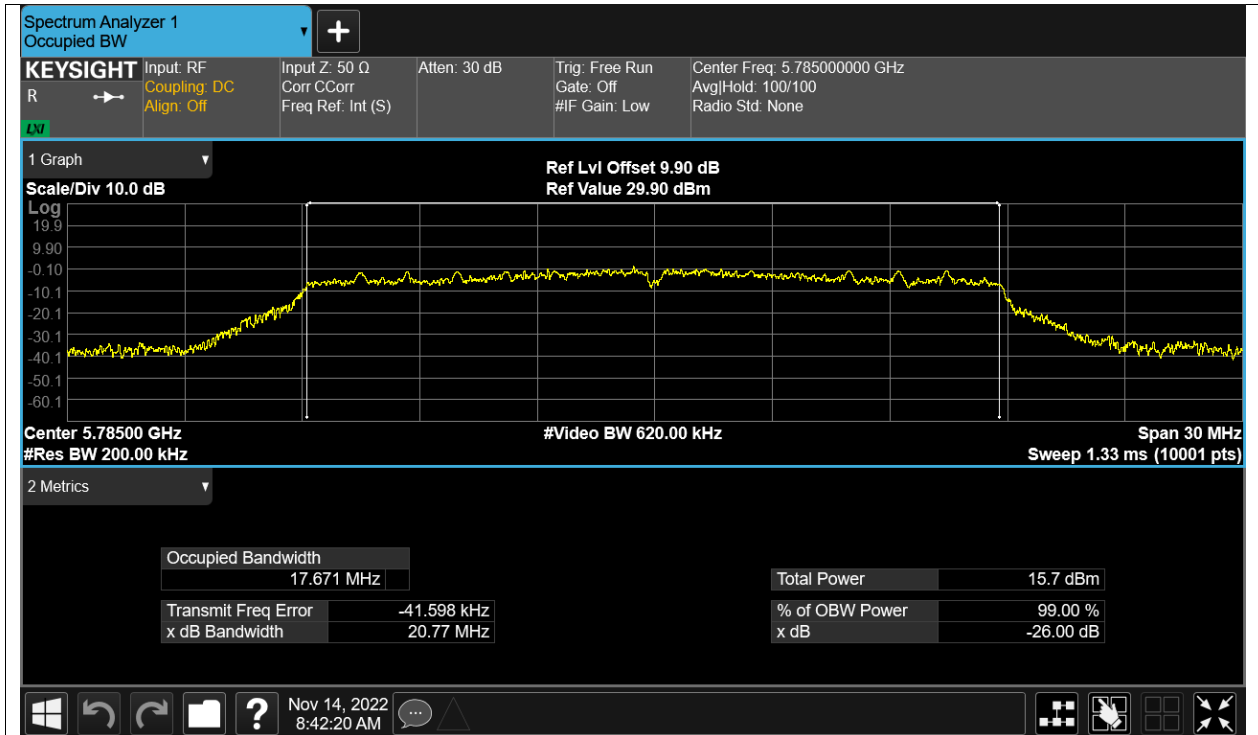 Spectrum Analyzer 1
Occupied BW
KEYSIGHT
R
LXI
Input: RF
Coupling: DC
Align: Off
Input Z: 50 Ω
Corr CCorr
Freq Ref: Int (S)
Atten: 30 dB
Trig: Free Run
Gate: Off
#IF Gain: Low
Center Freq: 5.785000000 GHz
Avg|Hold: 100/100
Radio Std: None
1 Graph
Scale/Div 10.0 dB
Ref Lvl Offset 9.90 dB
Ref Value 29.90 dBm
Log
19.9
9.90
-0.10
-10.1
-20.1
-30.1
-40.1
-50.1
-60.1
Center 5.78500 GHz
#Res BW 200.00 kHz
#Video BW 620.00 kHz
Span 30 MHz
Sweep 1.33 ms (10001 pts)
2 Metrics
Occupied Bandwidth
17.671 MHz
Transmit Freq Error -41.598 kHz
x dB Bandwidth 20.77 MHz
Total Power 15.7 dBm
% of OBW Power 99.00 %
x dB -26.00 dB
?
Nov 14, 2022
8:42:20 AM